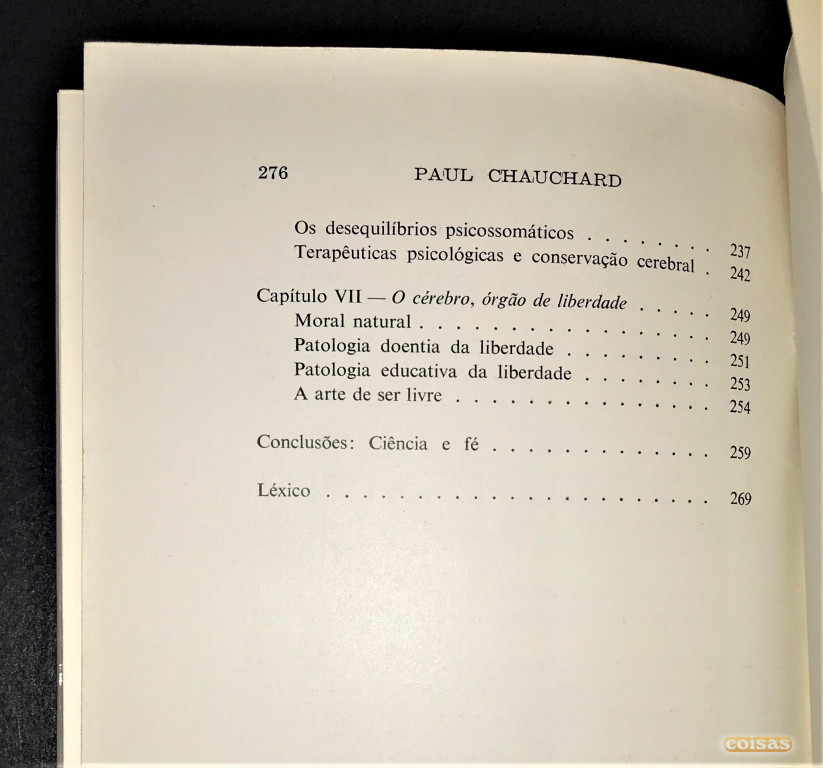 276 PAUL CHAUCHARD
Os desequilíbrios psicossomáticos . . . . . . . . 237
Terapêuticas psicológicas e conservação cerebral . 242
Capítulo VII — O cérebro, órgão de liberdade . . . . . 249
Moral natural . . . . . . . . . . . . . . . . 249
Patologia doentia da liberdade . . . . . . . . 251
Patologia educativa da liberdade . . . . . . . 253
A arte de ser livre . . . . . . . . . . . . . . 254
Conclusões: Ciência e fé . . . . . . . . . . . . . 259
Léxico . . . . . . . . . . . . . . . . . . . . . 269
coisas